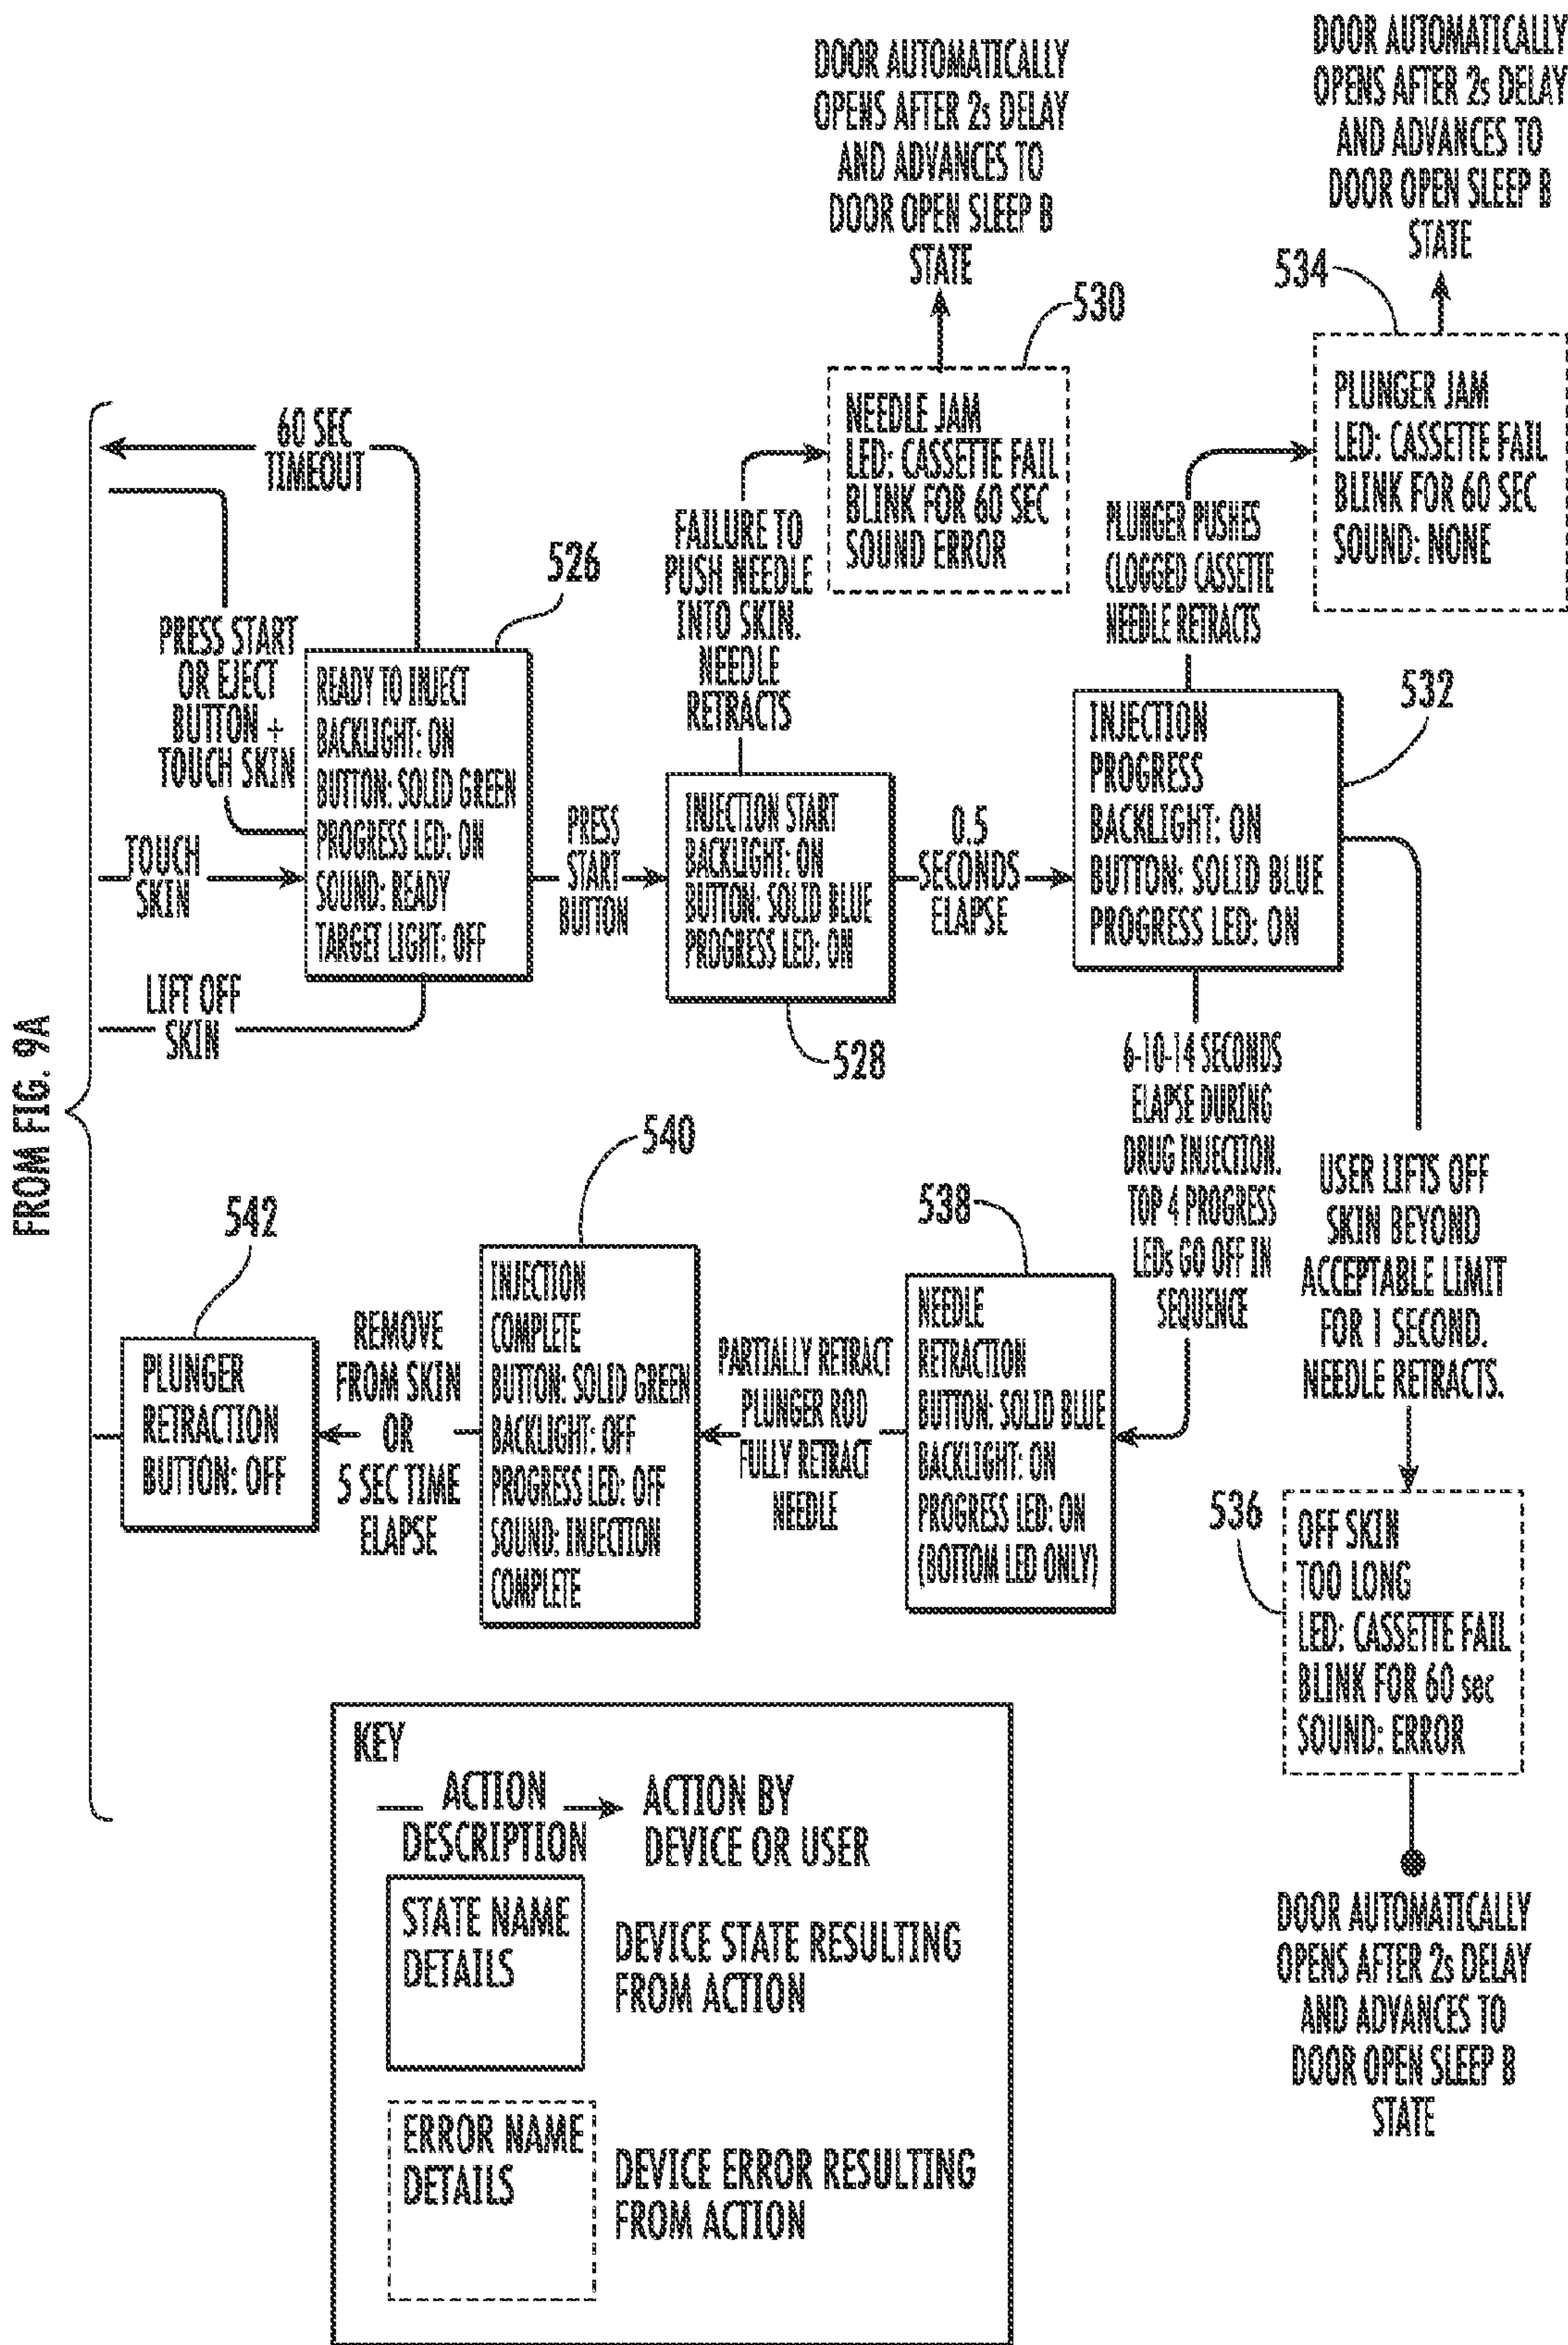 DOOR AUTOMATICALLY
OPENS AFTER 2s DELAY
AND ADVANCES TO
DOOR OPEN SLEEP B
STATE
DOOR AUTOMATICALLY
OPENS AFTER 2s DELAY
AND ADVANCES TO
DOOR OPEN SLEEP B
STATE
530
534
NEEDLE JAM
LED: CASSETTE FAIL
BLINK FOR 60 SEC
SOUND ERROR
PLUNGER JAM
LED: CASSETTE FAIL
BLINK FOR 60 SEC
SOUND: NONE
60 SEC
TIMEOUT
PRESS START
OR EJECT
BUTTON +
TOUCH SKIN
526
READY TO INJECT
BACKLIGHT: ON
BUTTON: SOLID GREEN
PROGRESS LED: ON
SOUND: READY
TARGET LIGHT: OFF
TOUCH
SKIN
LIFT OFF
SKIN
FROM FIG. 9A
PRESS
START
BUTTON
FAILURE TO
PUSH NEEDLE
INTO SKIN.
NEEDLE
RETRACTS
INJECTION START
BACKLIGHT: ON
BUTTON: SOLID BLUE
PROGRESS LED: ON
528
0.5
SECONDS
ELAPSE
PLUNGER PUSHES
CLOGGED CASSETTE
NEEDLE RETRACTS
532
INJECTION
PROGRESS
BACKLIGHT: ON
BUTTON: SOLID BLUE
PROGRESS LED: ON
6-10-14 SECONDS
ELAPSE DURING
DRUG INJECTION.
TOP 4 PROGRESS
LEDs GO OFF IN
SEQUENCE
USER LIFTS OFF
SKIN BEYOND
ACCEPTABLE LIMIT
FOR 1 SECOND.
NEEDLE RETRACTS.
538
NEEDLE
RETRACTION
BUTTON: SOLID BLUE
BACKLIGHT: ON
PROGRESS LED: ON
(BOTTOM LED ONLY)
PARTIALLY RETRACT
PLUNGER ROD
FULLY RETRACT
NEEDLE
540
INJECTION
COMPLETE
BUTTON: SOLID GREEN
BACKLIGHT: OFF
PROGRESS LED: OFF
SOUND: INJECTION
COMPLETE
REMOVE
FROM SKIN
OR
5 SEC TIME
ELAPSE
542
PLUNGER
RETRACTION
BUTTON: OFF
536
OFF SKIN
TOO LONG
LED: CASSETTE FAIL
BLINK FOR 60 sec
SOUND: ERROR
DOOR AUTOMATICALLY
OPENS AFTER 2s DELAY
AND ADVANCES TO
DOOR OPEN SLEEP B
STATE
KEY
ACTION
DESCRIPTION
ACTION BY
DEVICE OR USER
STATE NAME
DETAILS
DEVICE STATE RESULTING
FROM ACTION
ERROR NAME
DETAILS
DEVICE ERROR RESULTING
FROM ACTION